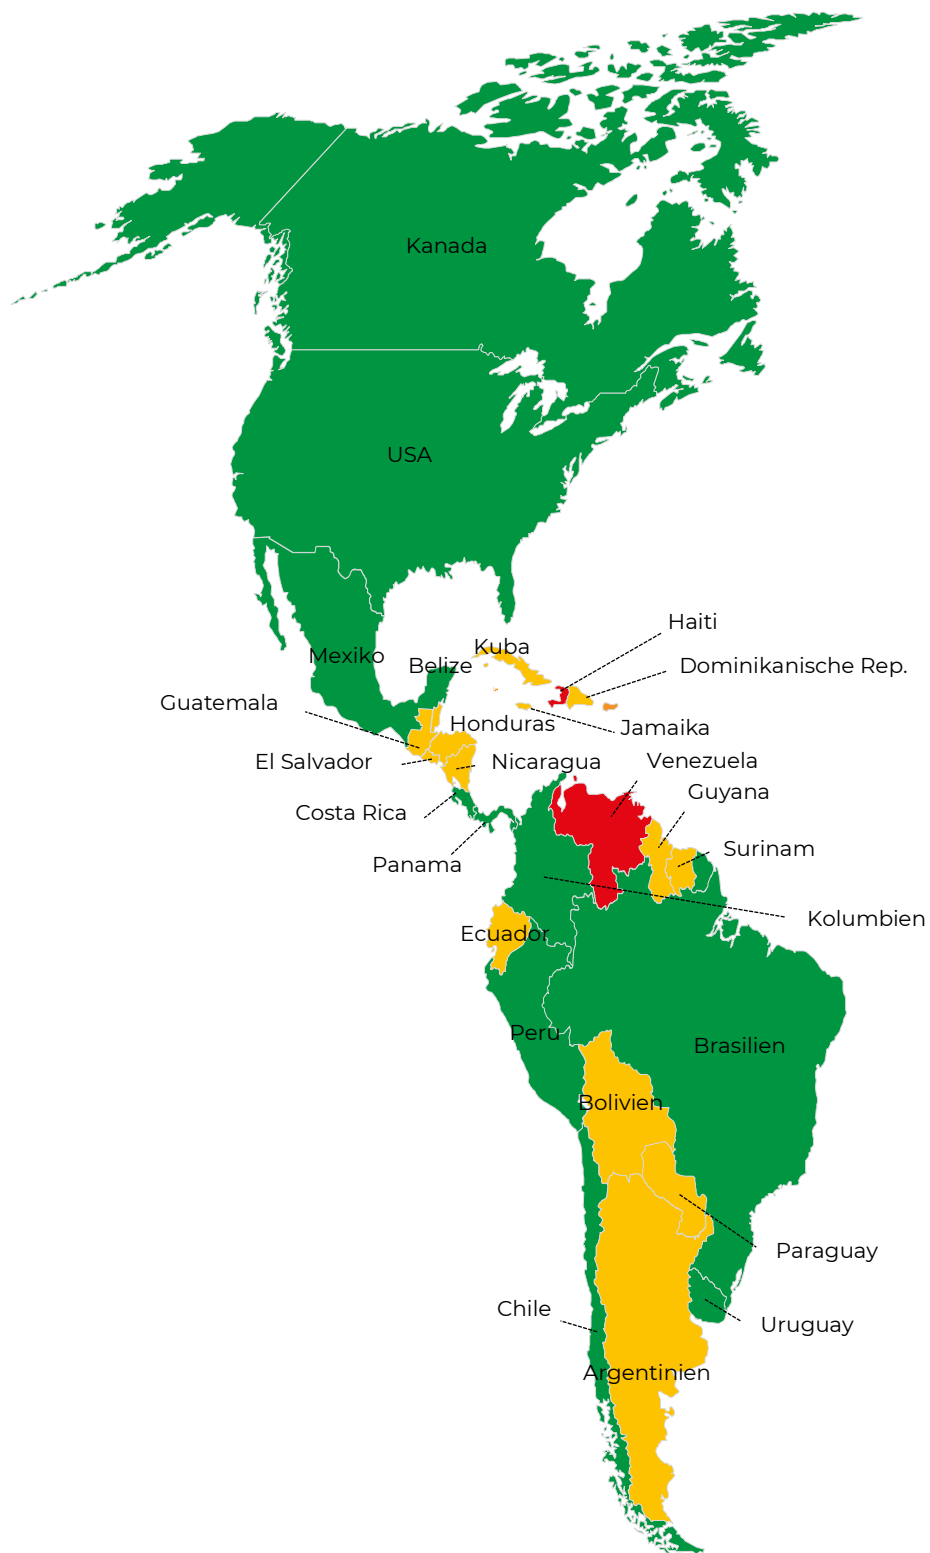 Kanada
USA
Haiti
Kuba
Mexiko
Belize
Dominikanische Rep.
Guatemala
Honduras
Jamaika
El Salvador
Nicaragua
Venezuela
Guyana
Costa Rica
Surinam
Panama
Kolumbien
Ecuador
Peru
Brasilien
Bolivien
Paraguay
Chile
Uruguay
Argentinien